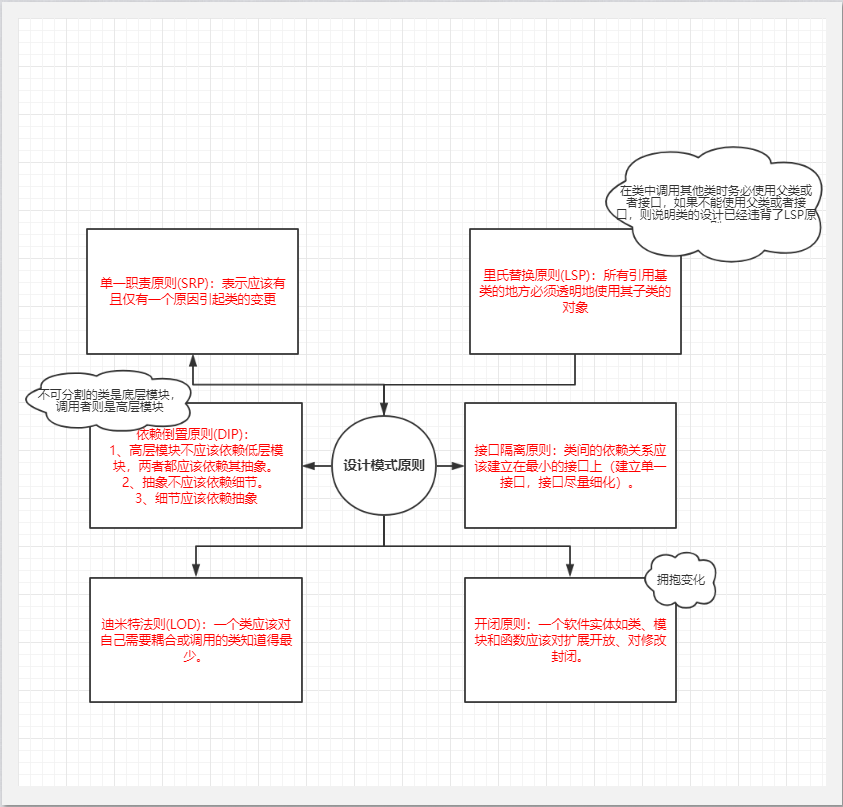 在类中调用其他类时务必使用父类或
者接口，如果不能使用父类或者接
口，则说明类的设计已经违背了LSP原
单一职责原则(SRP)：表示应该有
且仅有一个原因引起类的变更
里氏替换原则(LSP)：所有引用基
类的地方必须透明地使用其子类的
对象
不可分割的类是底层模块，
调用者则是高层模块
依赖倒置原则(DIP)：
1、高层模块不应该依赖低层模
块，两者都应该依赖其抽象。
2、抽象不应该依赖细节。
3、细节应该依赖抽象
设计模式原则
接口隔离原则：类间的依赖关系应
该建立在最小的接口上（建立单一
接口，接口尽量细化）。
拥抱变化
迪米特法则(LOD)：一个类应该对
自己需要耦合或调用的类知道得最
少。
开闭原则：一个软件实体如类、模
块和函数应该对扩展开放、对修改
封闭。